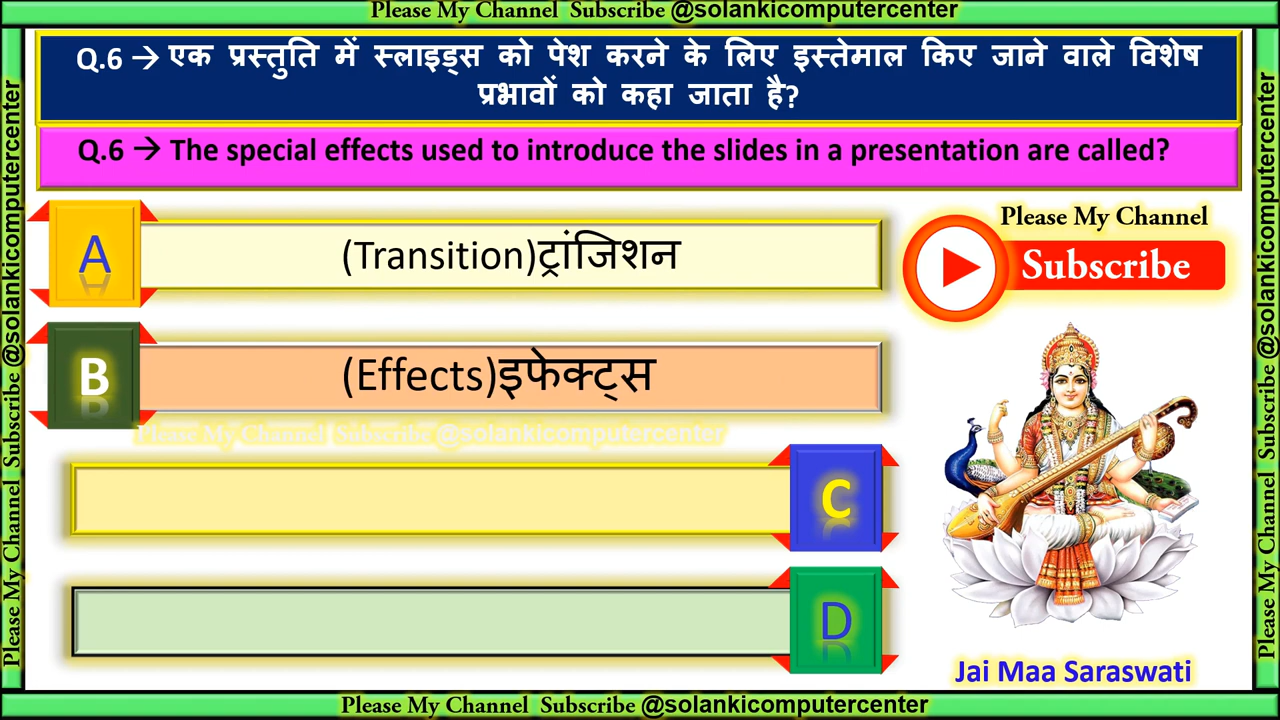 Please My Channel Subscribe @solankicomputercenter
Q.6 → एक प्रस्तुति में स्लाइड्स को पेश करने के लिए इस्तेमाल किए जाने वाले विशेष
प्रभावों को कहा जाता है?
Q.6 → The special effects used to introduce the slides in a presentation are called?
A
(Transition)ट्रांजिशन
Please My Channel
Subscribe
B
(Effects)इफेक्ट्स
Please My Channel Subscribe @solankicomputercenter
C
D
Jai Maa Saraswati
Please My Channel Subscribe @solankicomputercenter
Please My Channel Subscribe @solankicomputercenter
Please My Channel Subscribe @solankicomputercenter